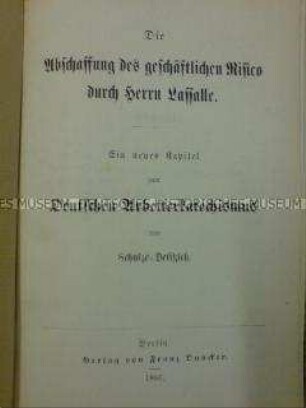 Die
Abschaffung des geschäftlichen Risico
durch Herrn Lassalle.
Ein neues Kapitel
zum
Deutschen Arbeiterkatechismus
von
Schulze-Delitzsch.
Berlin
Verlag von Franz Duncker.